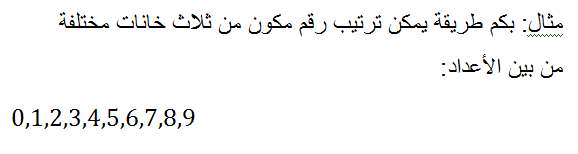 مثال: بكم طريقة يمكن ترتيب رقم مكون من ثلاث خانات مختلفة
من بين الأعداد:
0,1,2,3,4,5,6,7,8,9